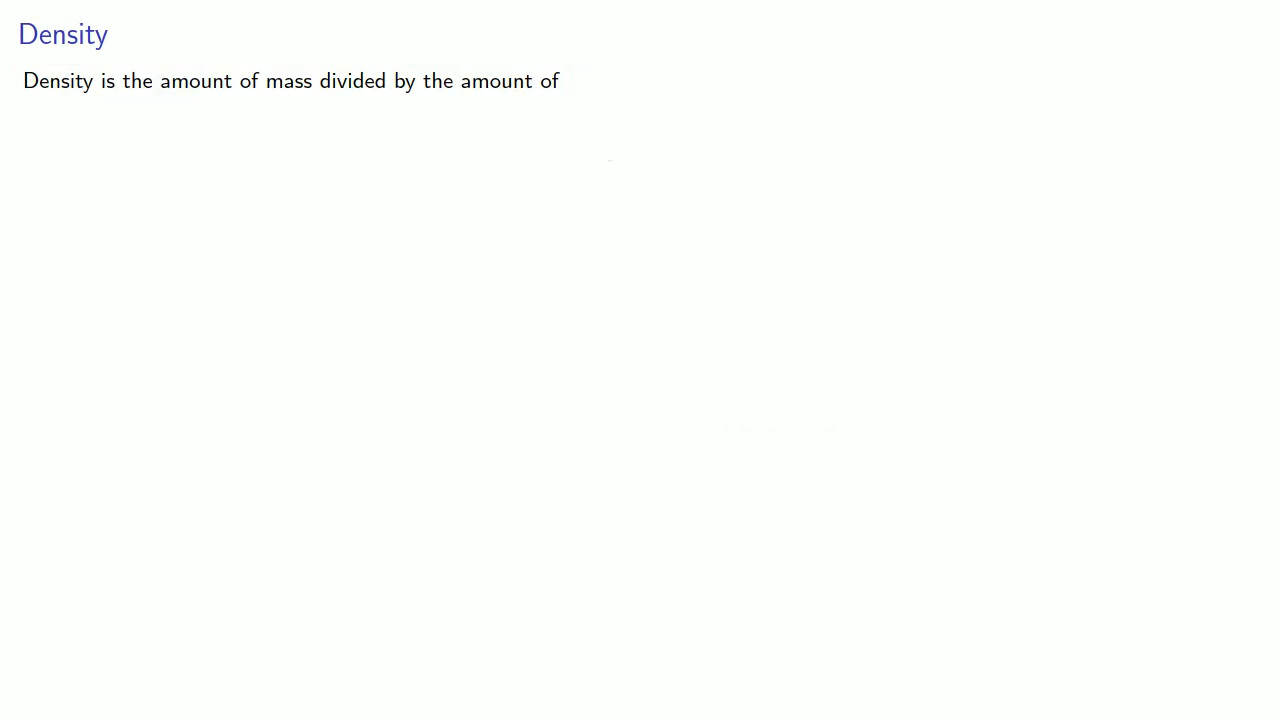 Density
Density is the amount of mass divided by the amount of